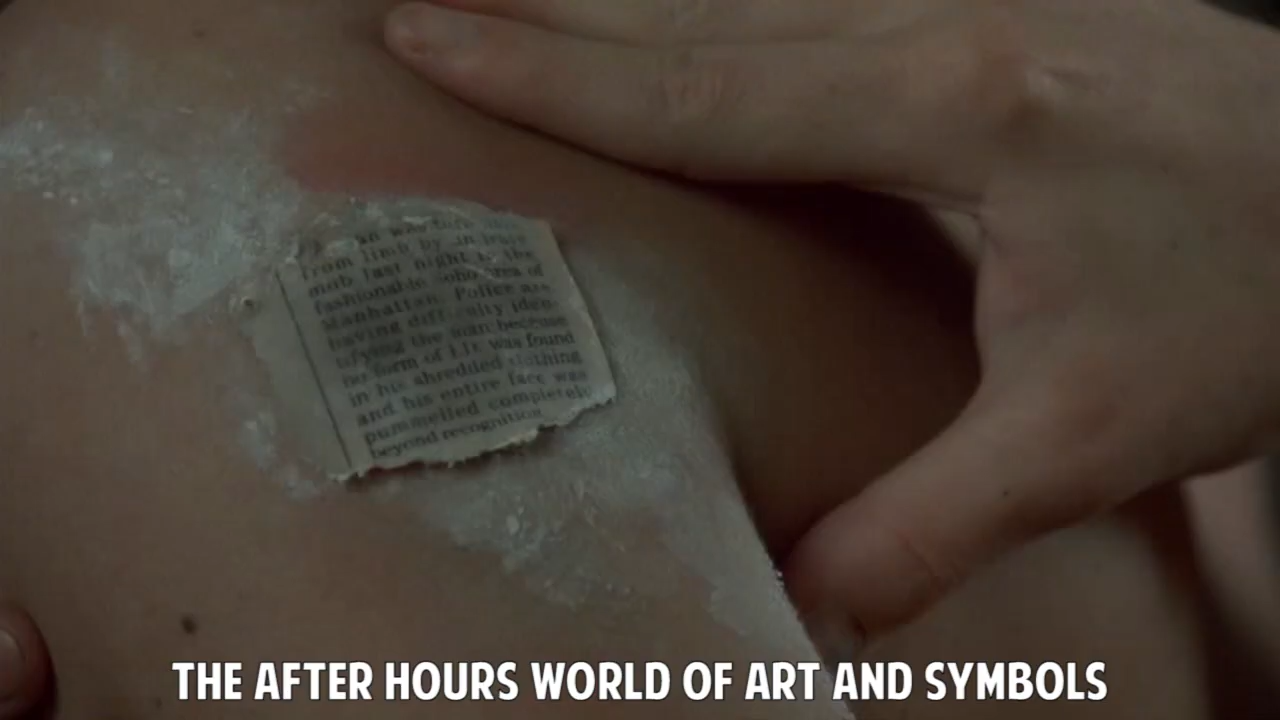 was torn
from limb by an irate
mob last night in the
fashionable Soho area of
Manhattan. Police are
having difficulty iden-
tifying the man because
no form of I.D. was found
in his shredded clothing
and his entire face was
pummelled completely
beyond recognition.
THE AFTER HOURS WORLD OF ART AND SYMBOLS